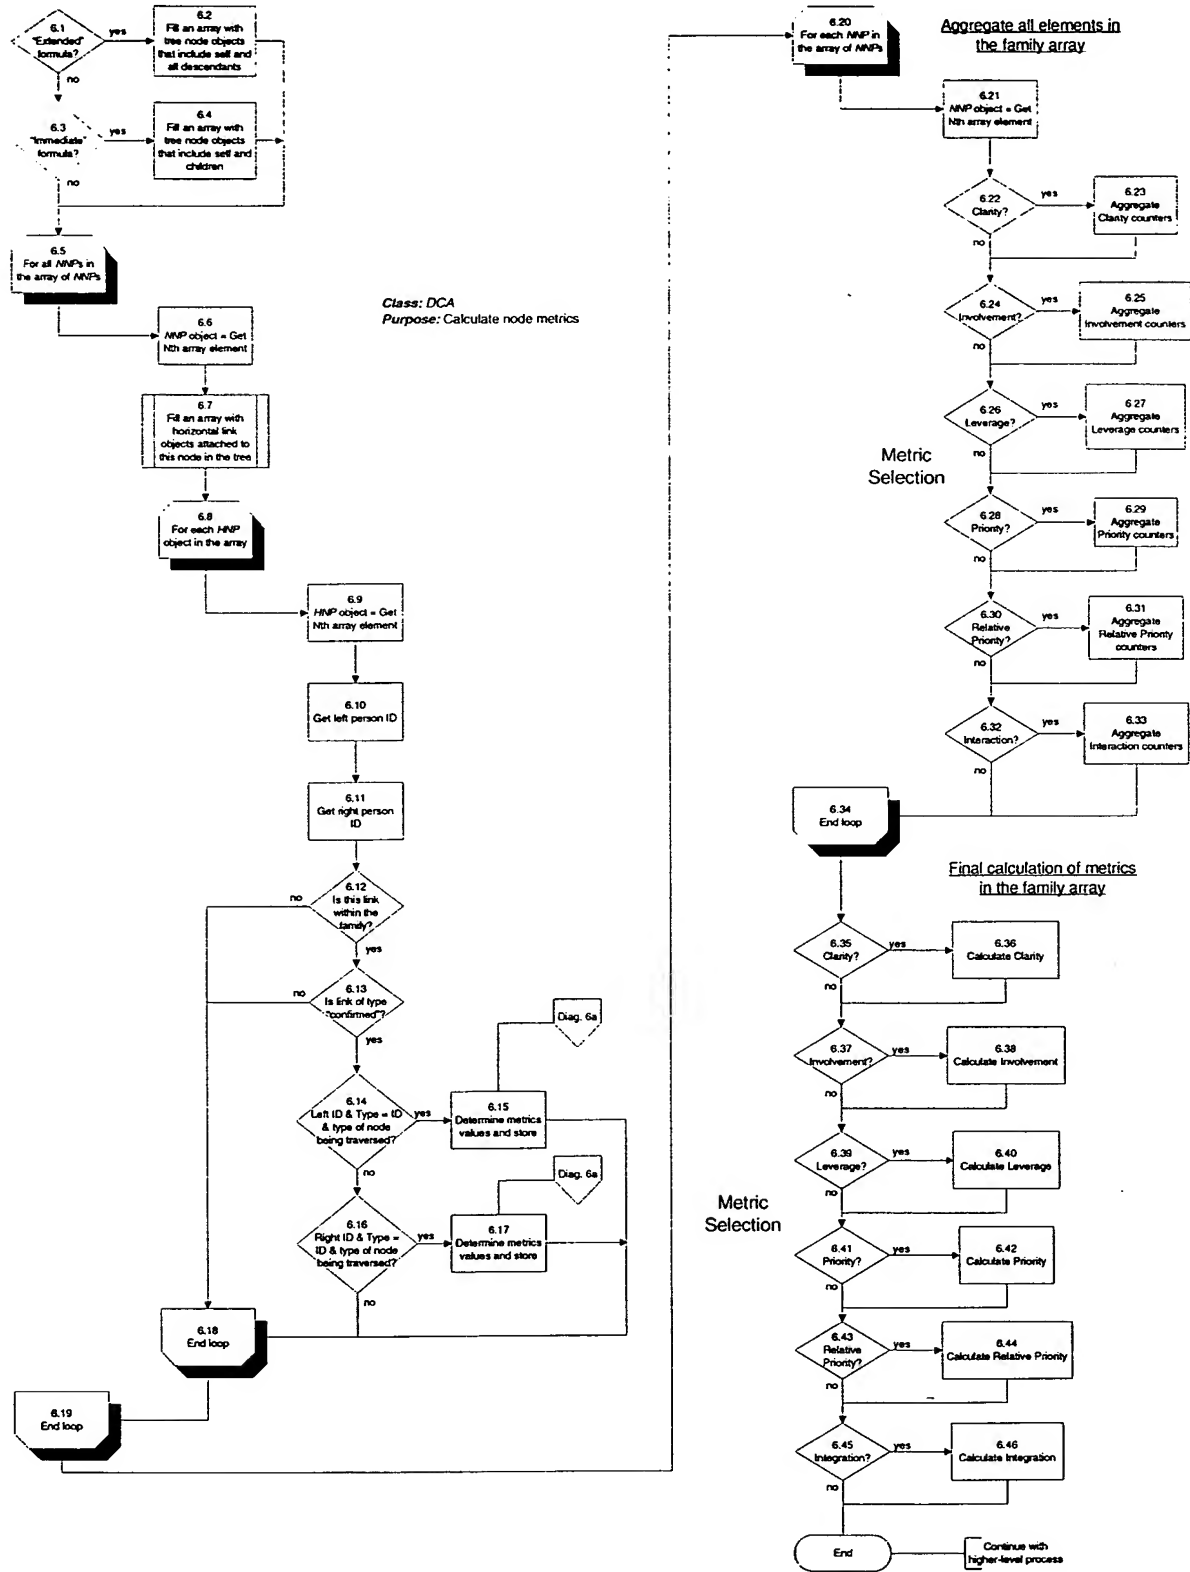 6.1
"Extended"
formula?
yes
no
6.2
Fill an array with
tree node objects
that include self and
all descendants
6.3
"Immediate"
formula?
yes
no
6.4
Fill an array with
tree node objects
that include self and
children
6.5
For all NNPs in
the array of NNPs
Class: DCA
Purpose: Calculate node metrics
6.6
NNP object = Get
Nth array element
6.7
Fill an array with
horizontal link
objects attached to
this node in the tree
6.8
For each HNP
object in the array
6.9
HNP object = Get
Nth array element
6.10
Get left person ID
6.11
Get right person
ID
6.12
Is this link
within the
family?
no
yes
6.13
Is link of type
"confirmed"?
no
yes
6.14
Left ID & Type = ID
& type of node
being traversed?
yes
no
6.15
Determine metrics
values and store
Diag. 6a
6.16
Right ID & Type =
ID & type of node
being traversed?
yes
no
6.17
Determine metrics
values and store
Diag. 6a
6.18
End loop
6.19
End loop
6.20
For each NNP in
the array of NNPs
Aggregate all elements in
the family array
6.21
NNP object = Get
Nth array element
6.22
Clarity?
yes
no
6.23
Aggregate
Clarity counters
6.24
Involvement?
yes
no
6.25
Aggregate
Involvement counters
6.26
Leverage?
yes
no
6.27
Aggregate
Leverage counters
Metric
Selection
6.28
Priority?
yes
no
6.29
Aggregate
Priority counters
6.30
Relative
Priority?
yes
no
6.31
Aggregate
Relative Priority
counters
6.32
Interaction?
yes
no
6.33
Aggregate
Interaction counters
6.34
End loop
Final calculation of metrics
in the family array
6.35
Clarity?
yes
no
6.36
Calculate Clarity
6.37
Involvement?
yes
no
6.38
Calculate Involvement
6.39
Leverage?
yes
no
6.40
Calculate Leverage
Metric
Selection
6.41
Priority?
yes
no
6.42
Calculate Priority
6.43
Relative
Priority?
yes
no
6.44
Calculate Relative Priority
6.45
Integration?
yes
no
6.46
Calculate Integration
End
Continue with
higher-level process